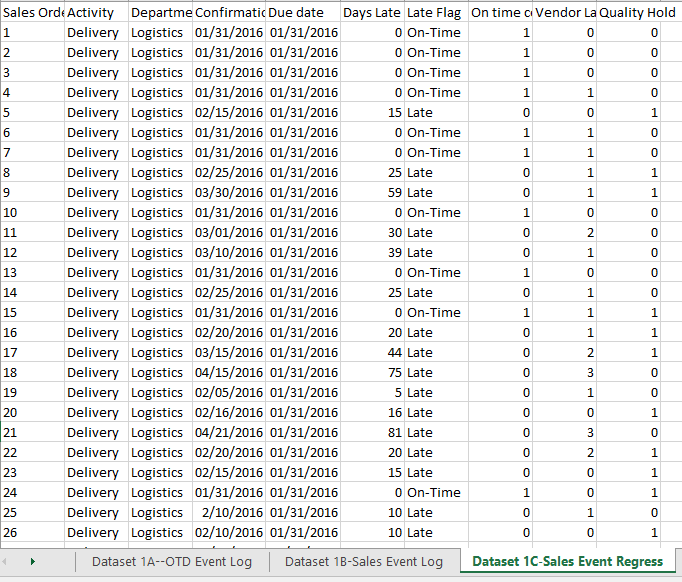 Sales Orde Activity Departme Confirmatic Due date Days Late Late Flag On time c Vendor La Quality Hold
1 Delivery Logistics 01/31/2016 01/31/2016 0 On-Time 1 0 0
2 Delivery Logistics 01/31/2016 01/31/2016 0 On-Time 1 0 0
3 Delivery Logistics 01/31/2016 01/31/2016 0 On-Time 1 0 0
4 Delivery Logistics 01/31/2016 01/31/2016 0 On-Time 1 1 0
5 Delivery Logistics 02/15/2016 01/31/2016 15 Late 0 0 1
6 Delivery Logistics 01/31/2016 01/31/2016 0 On-Time 1 1 0
7 Delivery Logistics 01/31/2016 01/31/2016 0 On-Time 1 1 0
8 Delivery Logistics 02/25/2016 01/31/2016 25 Late 0 1 1
9 Delivery Logistics 03/30/2016 01/31/2016 59 Late 0 1 1
10 Delivery Logistics 01/31/2016 01/31/2016 0 On-Time 1 0 0
11 Delivery Logistics 03/01/2016 01/31/2016 30 Late 0 2 0
12 Delivery Logistics 03/10/2016 01/31/2016 39 Late 0 1 0
13 Delivery Logistics 01/31/2016 01/31/2016 0 On-Time 1 0 0
14 Delivery Logistics 02/25/2016 01/31/2016 25 Late 0 1 0
15 Delivery Logistics 01/31/2016 01/31/2016 0 On-Time 1 1 1
16 Delivery Logistics 02/20/2016 01/31/2016 20 Late 0 1 1
17 Delivery Logistics 03/15/2016 01/31/2016 44 Late 0 2 1
18 Delivery Logistics 04/15/2016 01/31/2016 75 Late 0 3 0
19 Delivery Logistics 02/05/2016 01/31/2016 5 Late 0 1 0
20 Delivery Logistics 02/16/2016 01/31/2016 16 Late 0 0 1
21 Delivery Logistics 04/21/2016 01/31/2016 81 Late 0 3 0
22 Delivery Logistics 02/20/2016 01/31/2016 20 Late 0 2 1
23 Delivery Logistics 02/15/2016 01/31/2016 15 Late 0 0 1
24 Delivery Logistics 01/31/2016 01/31/2016 0 On-Time 1 0 1
25 Delivery Logistics 2/10/2016 01/31/2016 10 Late 0 1 0
26 Delivery Logistics 02/10/2016 01/31/2016 10 Late 0 0 1
Dataset 1A--OTD Event Log Dataset 1B-Sales Event Log Dataset 1C-Sales Event Regress